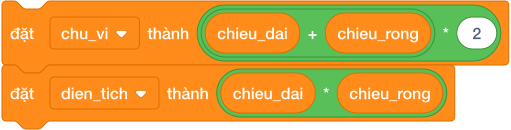 đặt chu_vi thành chieu_dai + chieu_rong * 2
đặt dien_tich thành chieu_dai * chieu_rong